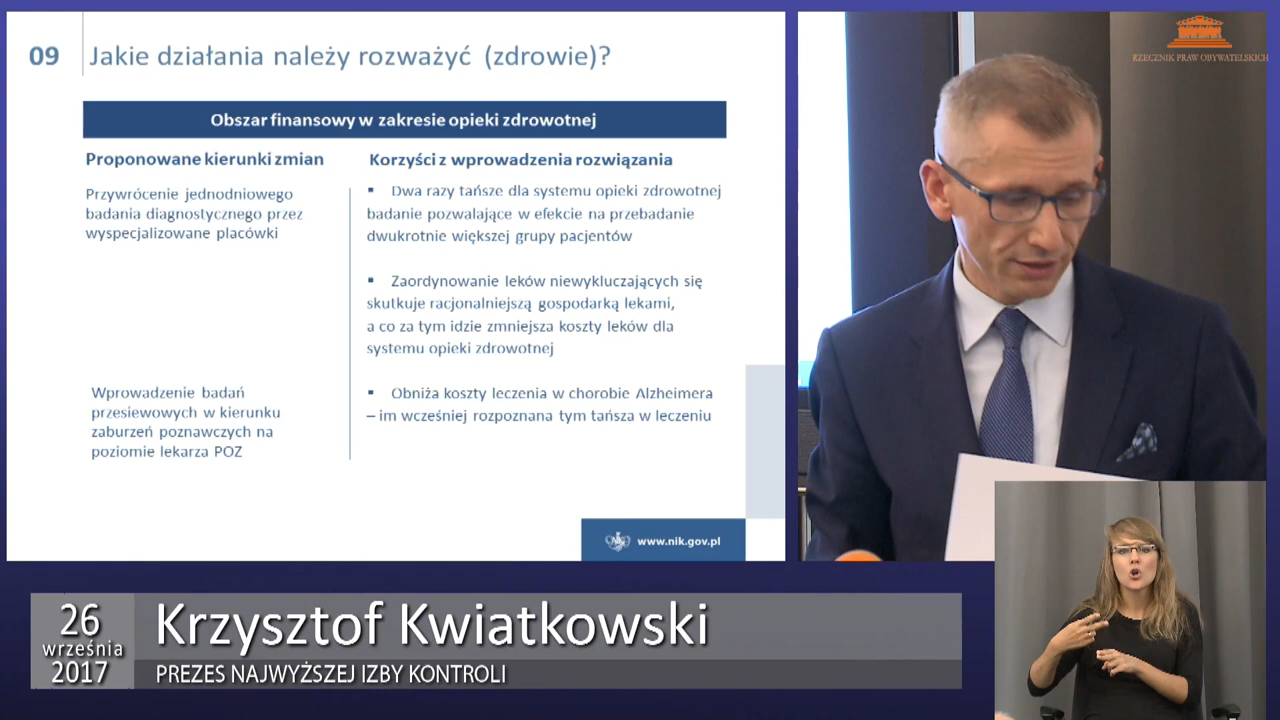 09 Jakie działania należy rozważyć (zdrowie)?
Obszar finansowy w zakresie opieki zdrowotnej
Proponowane kierunki zmian
Przywrócenie jednodniowego
badania diagnostycznego przez
wyspecjalizowane placówki
Wprowadzenie badań
przesiewowych w kierunku
zaburzeń poznawczych na
poziomie lekarza POZ
Korzyści z wprowadzenia rozwiązania
▪ Dwa razy tańsze dla systemu opieki zdrowotnej
badanie pozwalające w efekcie na przebadanie
dwukrotnie większej grupy pacjentów
▪ Zaordynowanie leków niewykluczających się
skutkuje racjonalniejszą gospodarką lekami,
a co za tym idzie zmniejsza koszty leków dla
systemu opieki zdrowotnej
▪ Obniża koszty leczenia w chorobie Alzheimera
– im wcześniej rozpoznana tym tańsza w leczeniu
www.nik.gov.pl
RZECZNIK PRAW OBYWATELSKICH
26
września
2017
Krzysztof Kwiatkowski
PREZES NAJWYŻSZEJ IZBY KONTROLI